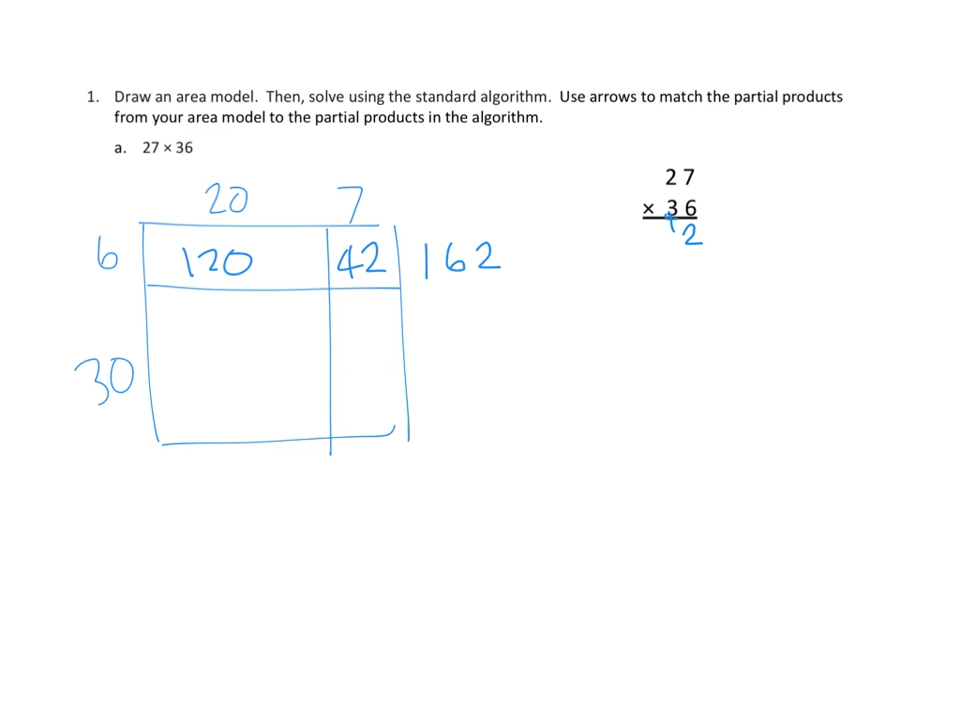 1. Draw an area model. Then, solve using the standard algorithm. Use arrows to match the partial products
from your area model to the partial products in the algorithm.
a. 27 × 36
27
× 36
2
20 7
6 120 42 162
30